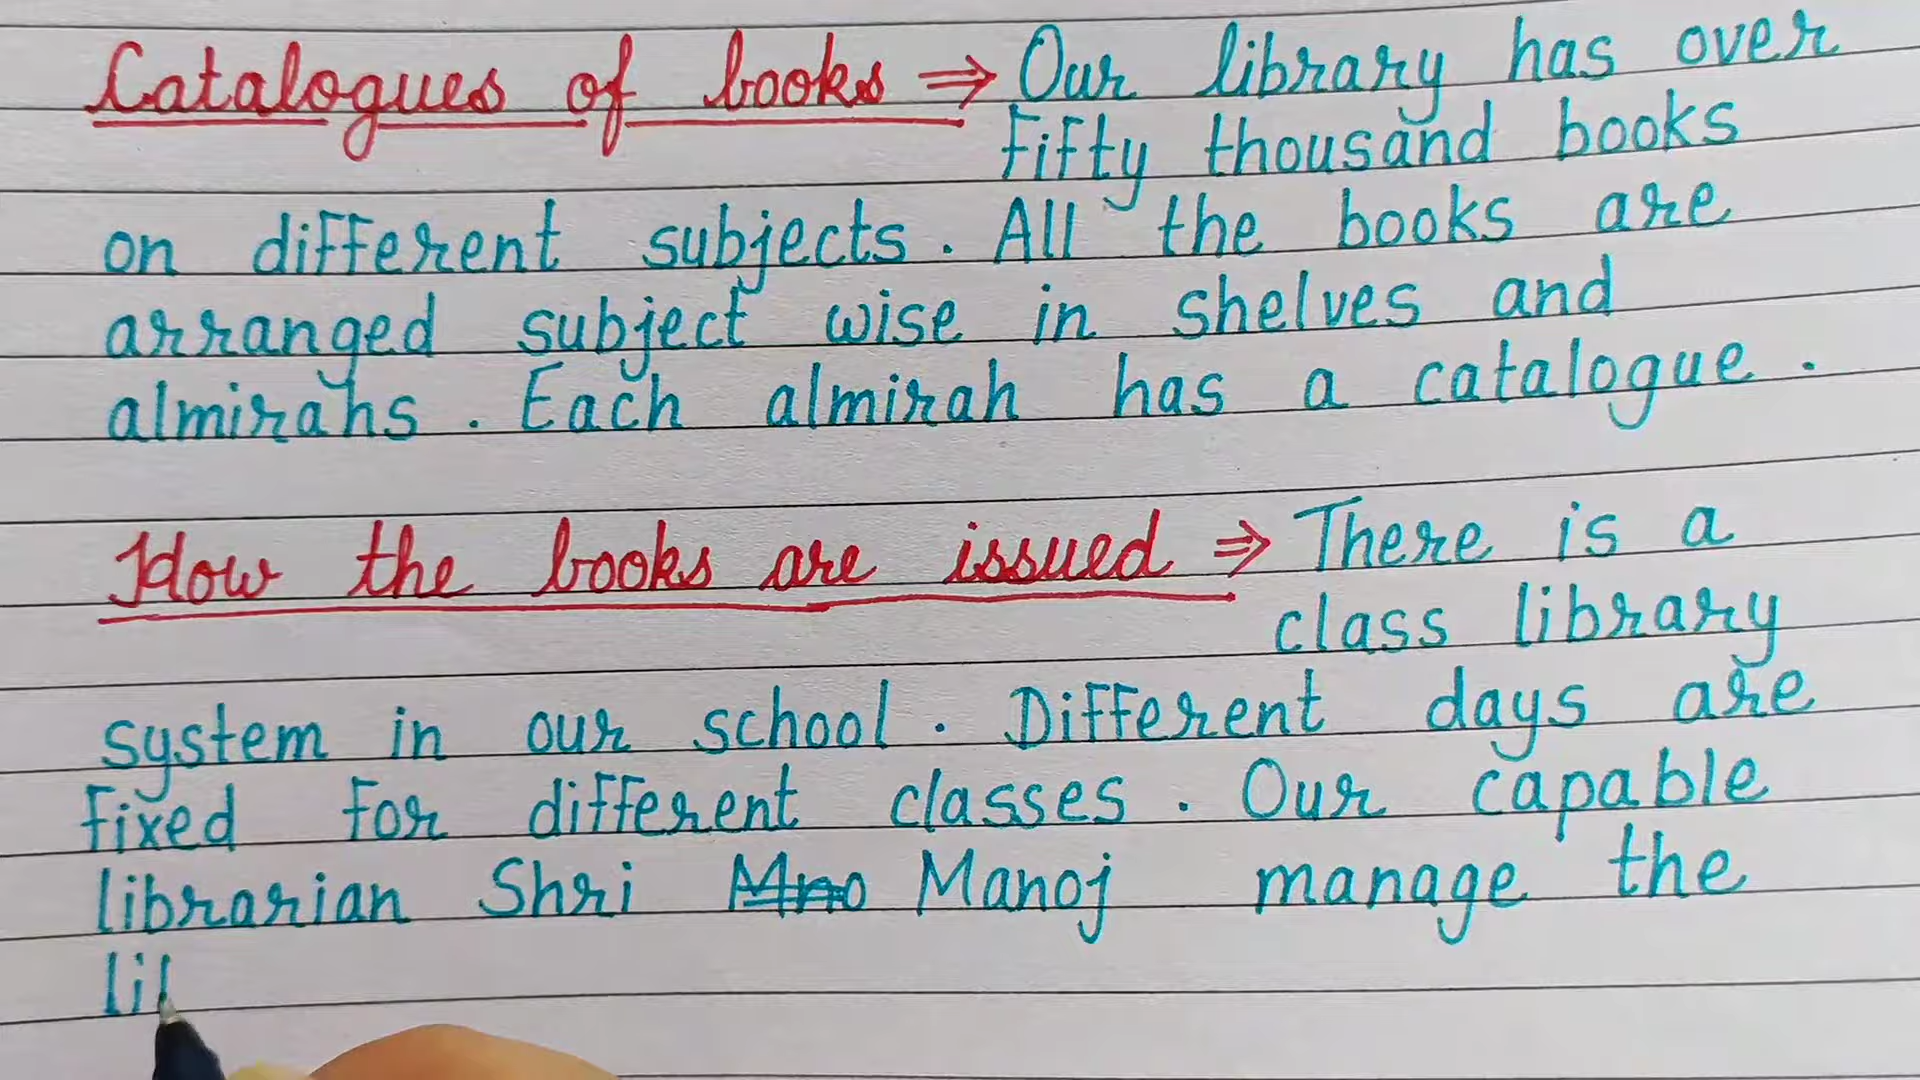 Catalogues of books ⇒ Our library has over
fifty thousand books
on different subjects. All the books are
arranged subject wise in shelves and
almirahs. Each almirah has a catalogue.
How the books are issued ⇒ There is a
class library
system in our school. Different days are
fixed for different classes. Our capable
librarian Shri Manoj manage the